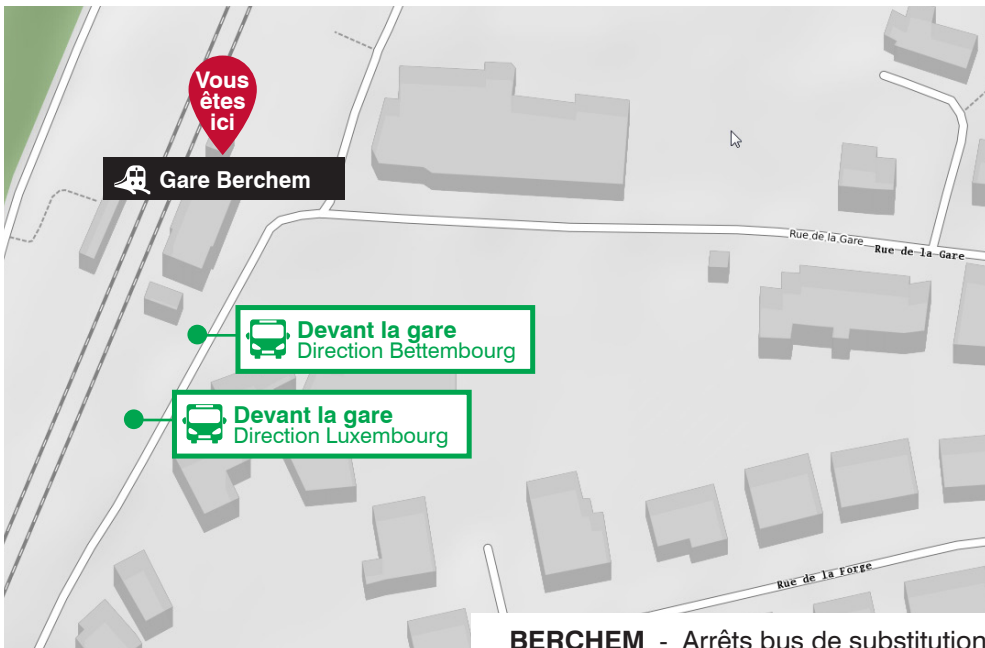 Vous
êtes
ici
Gare Berchem
Rue de la Gare
Rue de la Gare
Devant la gare
Direction Bettembourg
Devant la gare
Direction Luxembourg
Rue de la Forge
BERCHEM - Arrêts bus de substitution